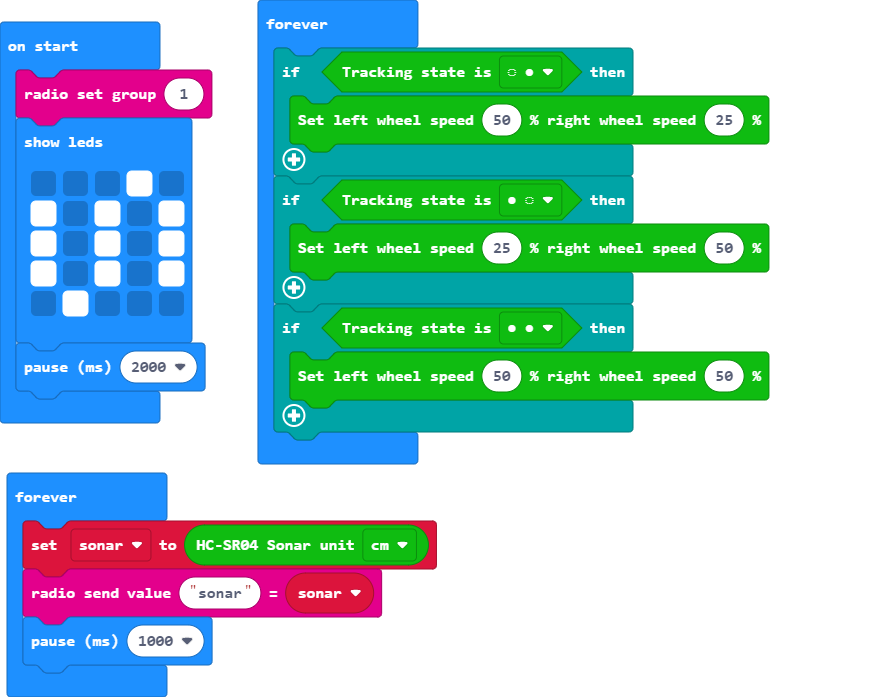 on start
radio set group 1
show leds
pause (ms) 2000
forever
if Tracking state is then
Set left wheel speed 50 % right wheel speed 25 %
if Tracking state is then
Set left wheel speed 25 % right wheel speed 50 %
if Tracking state is then
Set left wheel speed 50 % right wheel speed 50 %
forever
set sonar to HC-SR04 Sonar unit cm
radio send value "sonar" = sonar
pause (ms) 1000